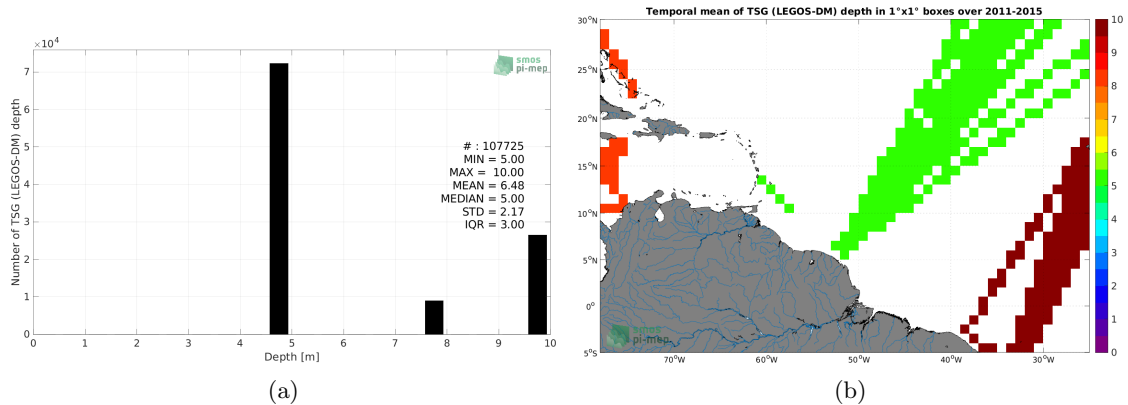 ×10⁴
7
6
5
4
3
2
1
0
Number of TSG (LEGOS-DM) depth
smos
pi-mep
# : 107725
MIN = 5.00
MAX = 10.00
MEAN = 6.48
MEDIAN = 5.00
STD = 2.17
IQR = 3.00
0 1 2 3 4 5 6 7 8 9 10
Depth [m]
(a)
Temporal mean of TSG (LEGOS-DM) depth in 1°x1° boxes over 2011-2015
30°N
25°N
20°N
15°N
10°N
5°N
0°
5°S
70°W 60°W 50°W 40°W 30°W
smos
pi-mep
10
9
8
7
6
5
4
3
2
1
0
(b)